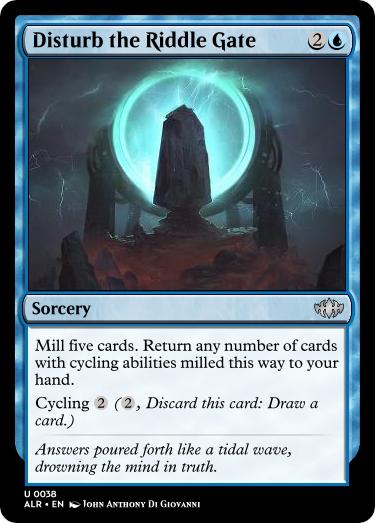 Disturb the Riddle Gate 2
Sorcery
Mill five cards. Return any number of cards
with cycling abilities milled this way to your
hand.
Cycling 2 (2, Discard this card: Draw a
card.)
Answers poured forth like a tidal wave,
drowning the mind in truth.
U 0038
ALR • EN John Anthony Di Giovanni